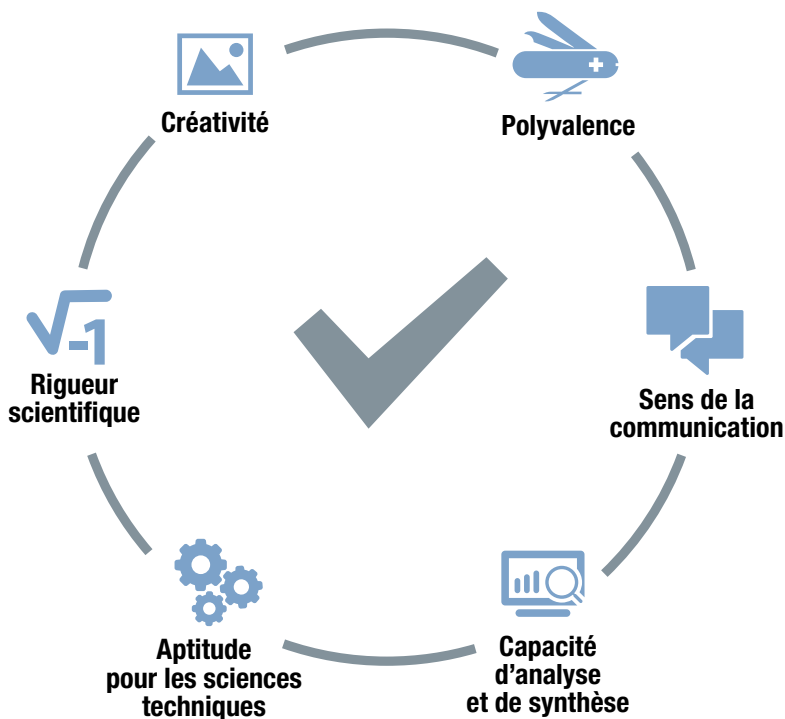 Créativité
Polyvalence
√-1
Rigueur
scientifique
Sens de la
communication
Aptitude
pour les sciences
techniques
Capacité
d'analyse
et de synthèse